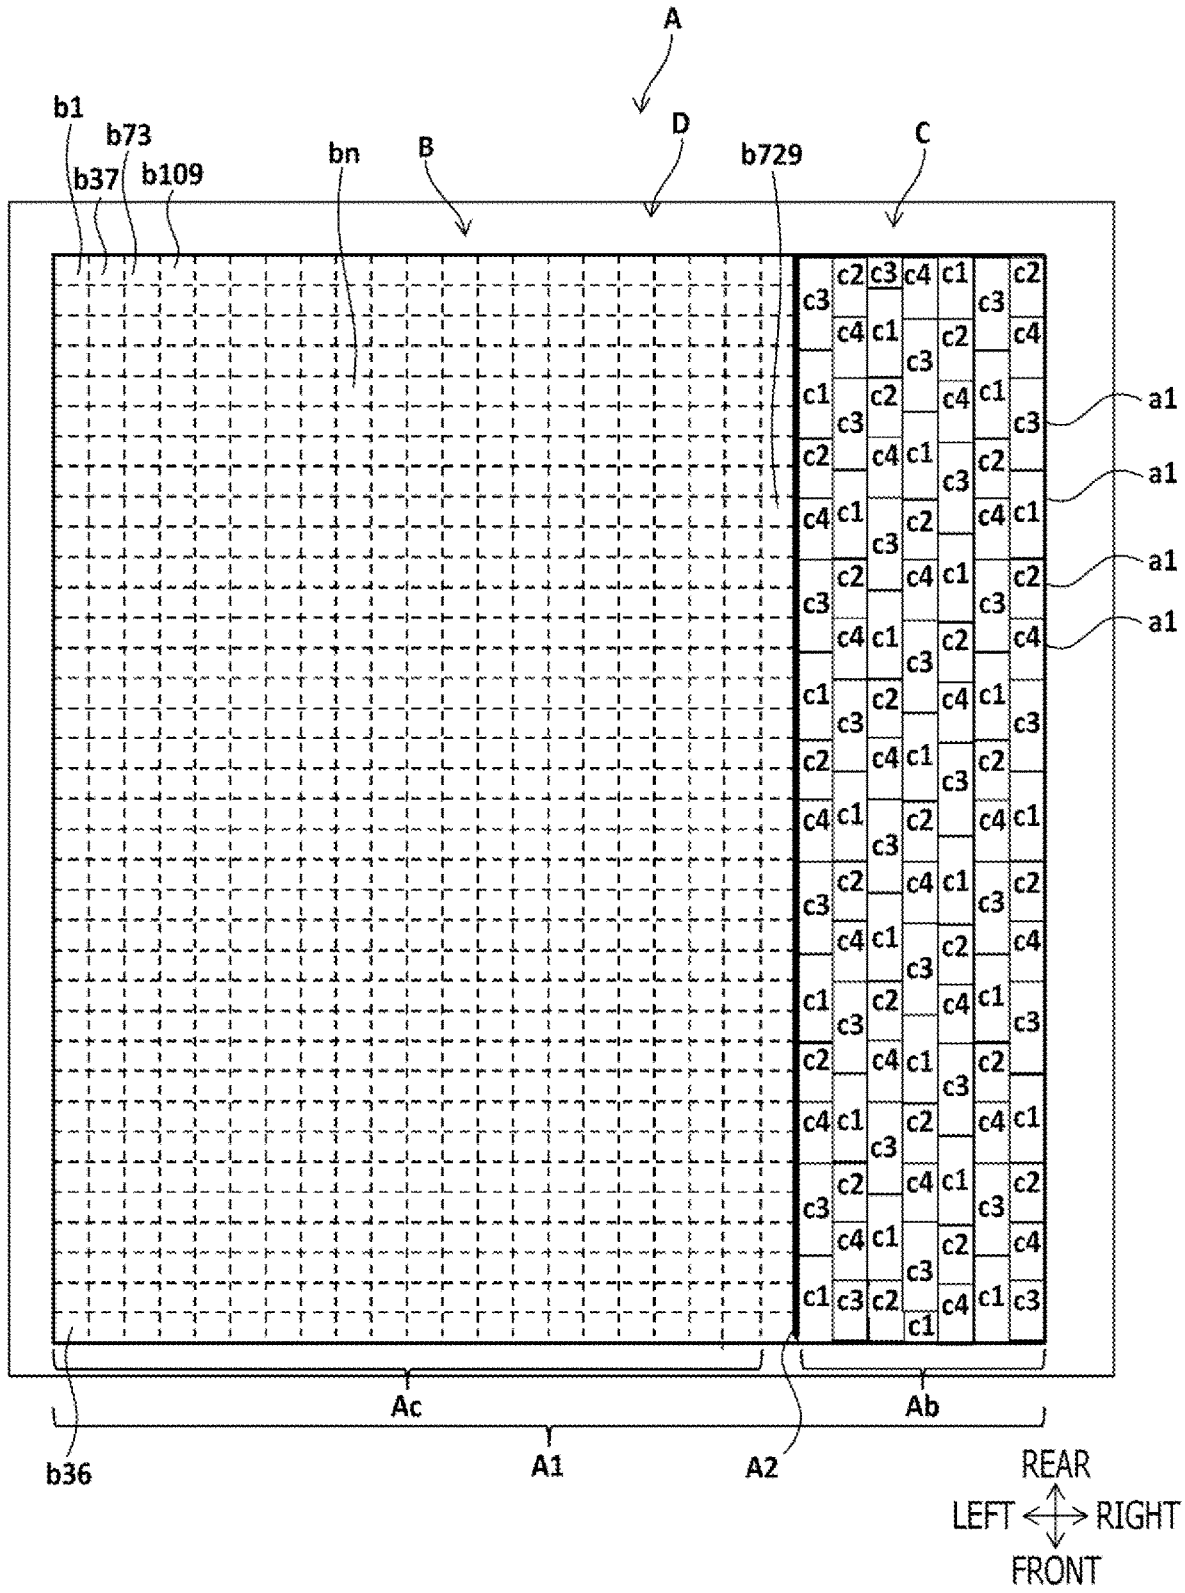 A
b1
b73
D
C
B
bn
b729
b37
b109
c2 c3 c4 c1 c2
c3 c3
c4 c1 c2 c4
c3
c1 c2 c4 c1 a1
c3 c3
c2 c4 c1 c2
c3 a1
c4 c1 c2 c4 c1
c3
c2 c4 c1 c2 a1
c3 c3
c4 c1 c2 c4 a1
c3
c1 c2 c4 c1
c3 c3
c2 c4 c1 c2
c3
c4 c1 c2 c4 c1
c3
c2 c4 c1 c2
c3 c3
c4 c1 c2 c4
c3
c1 c2 c4 c1
c3 c3
c2 c4 c1 c2
c3
c4 c1 c2 c4 c1
c3
c2 c4 c1 c2
c3 c3
c4 c1 c2 c4
c3
c1 c3 c2 c4 c1 c3
c1
Ac Ab
b36 A1 A2
REAR
LEFT RIGHT
FRONT